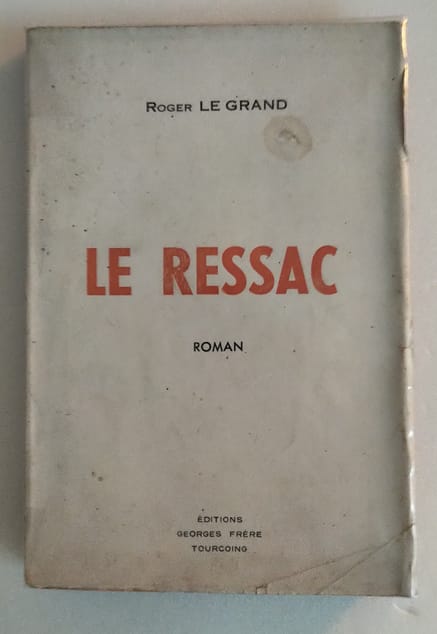 Roger LE GRAND
LE RESSAC
ROMAN
ÉDITIONS
GEORGES FRÈRE
TOURCOING